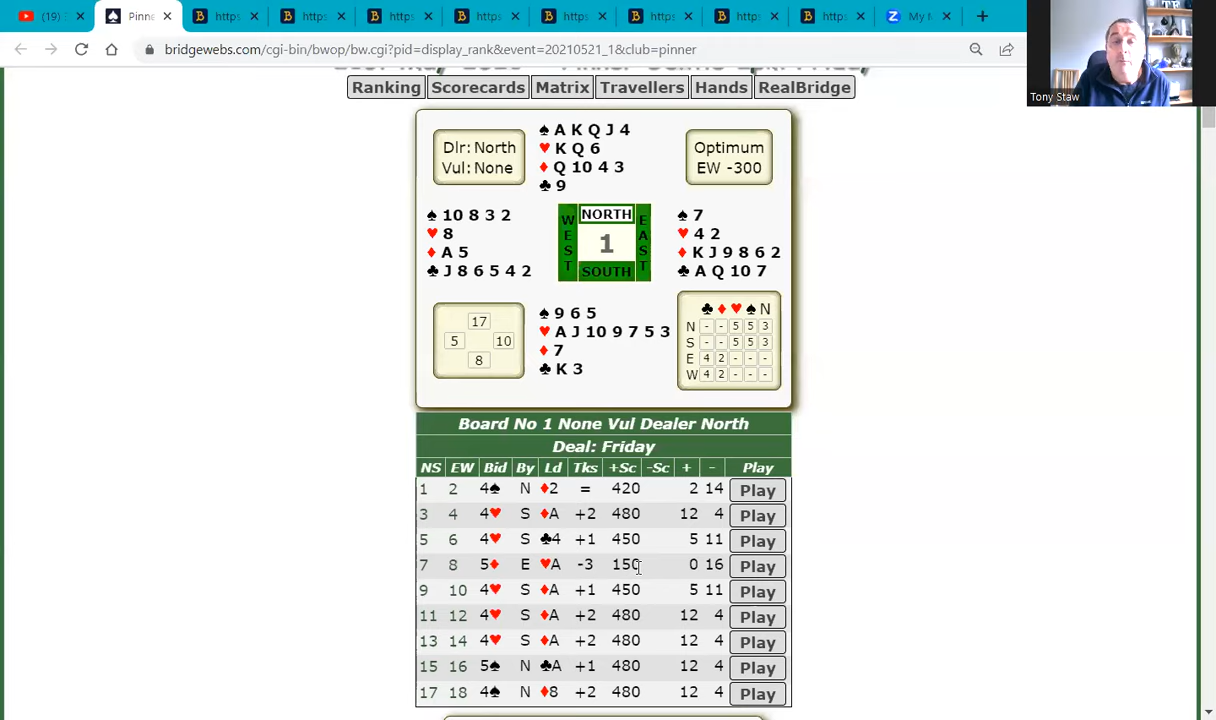 (19)
Pinne
https
https
https
https
https
https
https
https
My M
bridgewebs.com/cgi-bin/bwop/bw.cgi?pid=display_rank&event=20210521_1&club=pinner
Tony Staw
Ranking Scorecards Matrix Travellers Hands RealBridge
Dlr: North
Vul: None
♠ A K Q J 4
♥ K Q 6
♦ Q 10 4 3
♣ 9
Optimum
EW -300
♠ 10 8 3 2
♥ 8
♦ A 5
♣ J 8 6 5 4 2
NORTH
WEST
1
EAST
SOUTH
♠ 7
♥ 4 2
♦ K J 9 8 6 2
♣ A Q 10 7
17
5 10
8
♠ 9 6 5
♥ A J 10 9 7 5 3
♦ 7
♣ K 3
♣ ♦ ♥ ♠ N
N - - 5 5 3
S - - 5 5 3
E 4 2 - - -
W 4 2 - - -
Board No 1 None Vul Dealer North
Deal: Friday
NS EW Bid By Ld Tks +Sc -Sc + - Play
1 2 4♠ N ♦2 = 420 2 14 Play
3 4 4♥ S ♦A +2 480 12 4 Play
5 6 4♥ S ♣4 +1 450 5 11 Play
7 8 5♦ E ♥A -3 150 0 16 Play
9 10 4♥ S ♦A +1 450 5 11 Play
11 12 4♥ S ♦A +2 480 12 4 Play
13 14 4♥ S ♦A +2 480 12 4 Play
15 16 5♠ N ♣A +1 480 12 4 Play
17 18 4♠ N ♦8 +2 480 12 4 Play